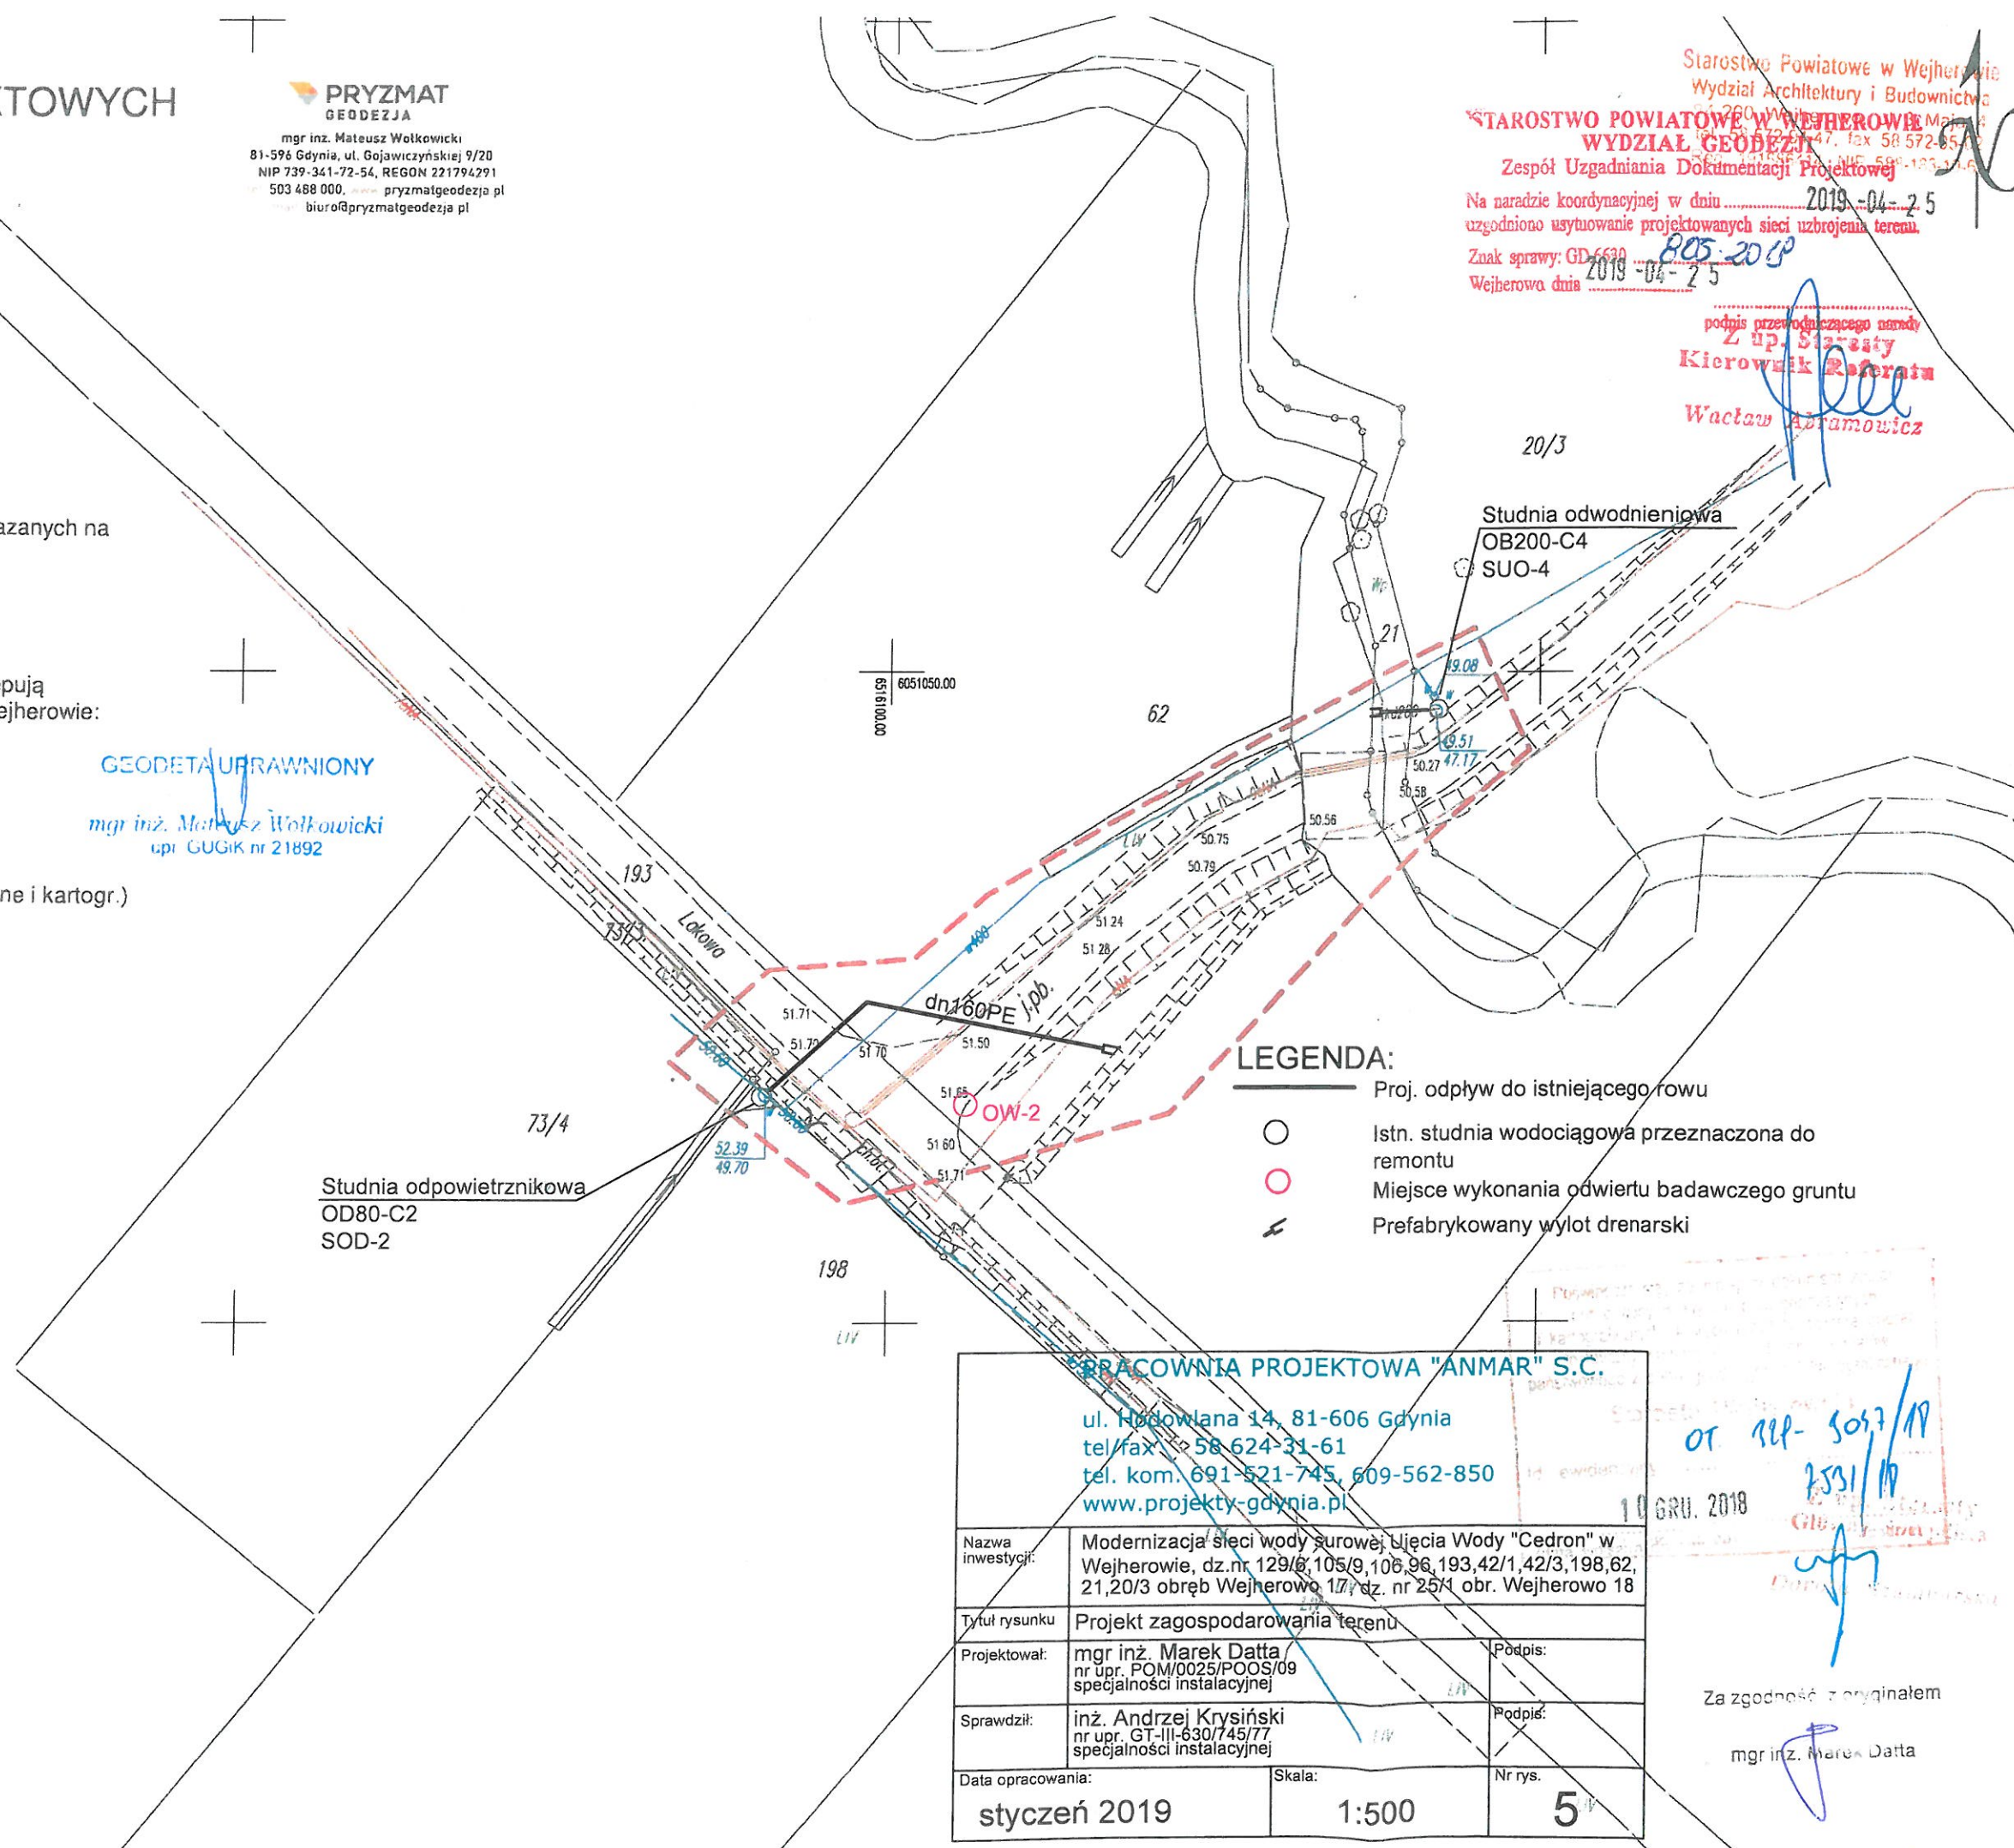 KTOWYCH
PRYZMAT
GEODEZJA
mgr inz. Mateusz Wołkowicki
81-596 Gdynia, ul. Gojawiczyńskiej 9/20
NIP 739-341-72-54, REGON 221794291
503 488 000, pryzmatgeodezja pl
biuro@pryzmatgeodezja pl
Starostwo Powiatowe w Wejherowie
Wydział Architektury i Budownictwa
STAROSTWO POWIATOWE W WEJHEROWIE
WYDZIAŁ GEODEZJI
Zespół Uzgadniania Dokumentacji Projektowej
Na naradzie koordynacyjnej w dniu 2019 -04- 25
uzgodniono usytuowanie projektowanych sieci uzbrojenia terenu.
Znak sprawy: GD-6630
Wejherowo dnia 2019 -04- 25
podpis przewodniczącego narady
Z up. Starosty
Kierownik Referatu
Wacław Abramowicz
20/3
azanych na
Studnia odwodnieniowa
OB200-C4
SUO-4
21
49.08
pują
ejherowie:
6051050.00
6516100.00
62
GEODETA UPRAWNIONY
mgr inż. Mateusz Wołkowicki
upr GUGiK nr 21892
49.51
47.17
50.27
50.58
50.56
50.75
50.79
ne i kartogr.)
193
Łąkowa
51.24
51.28
dn160PE
j.pb.
51.71
51.70
51.50
LEGENDA:
Proj. odpływ do istniejącego rowu
51.65
OW-2
Istn. studnia wodociągowa przeznaczona do
remontu
Miejsce wykonania odwiertu badawczego gruntu
Prefabrykowany wylot drenarski
73/4
52.39
49.70
51.60
ch.bt.
51.71
Studnia odpowietrznikowa
OD80-C2
SOD-2
198
ŁIV
PRACOWNIA PROJEKTOWA "ANMAR" S.C.
ul. Hodowlana 14, 81-606 Gdynia
tel/fax 58 624-31-61
tel. kom. 691-521-745, 609-562-850
www.projekty-gdynia.pl
Nazwa
inwestycji:
Modernizacja sieci wody surowej Ujęcia Wody "Cedron" w
Wejherowie, dz.nr 129/6,105/9,106,96,193,42/1,42/3,198,62,
21,20/3 obręb Wejherowo 17, dz. nr 25/1 obr. Wejherowo 18
Tytuł rysunku
Projekt zagospodarowania terenu
Projektował:
mgr inż. Marek Datta
nr upr. POM/0025/POOS/09
specjalności instalacyjnej
Podpis:
Sprawdził:
inż. Andrzej Krysiński
nr upr. GT-III-630/745/77
specjalności instalacyjnej
Podpis:
Data opracowania:
styczeń 2019
Skala:
1:500
Nr rys.
5
10 GRU. 2018
Za zgodność z oryginałem
mgr inż. Marek Datta